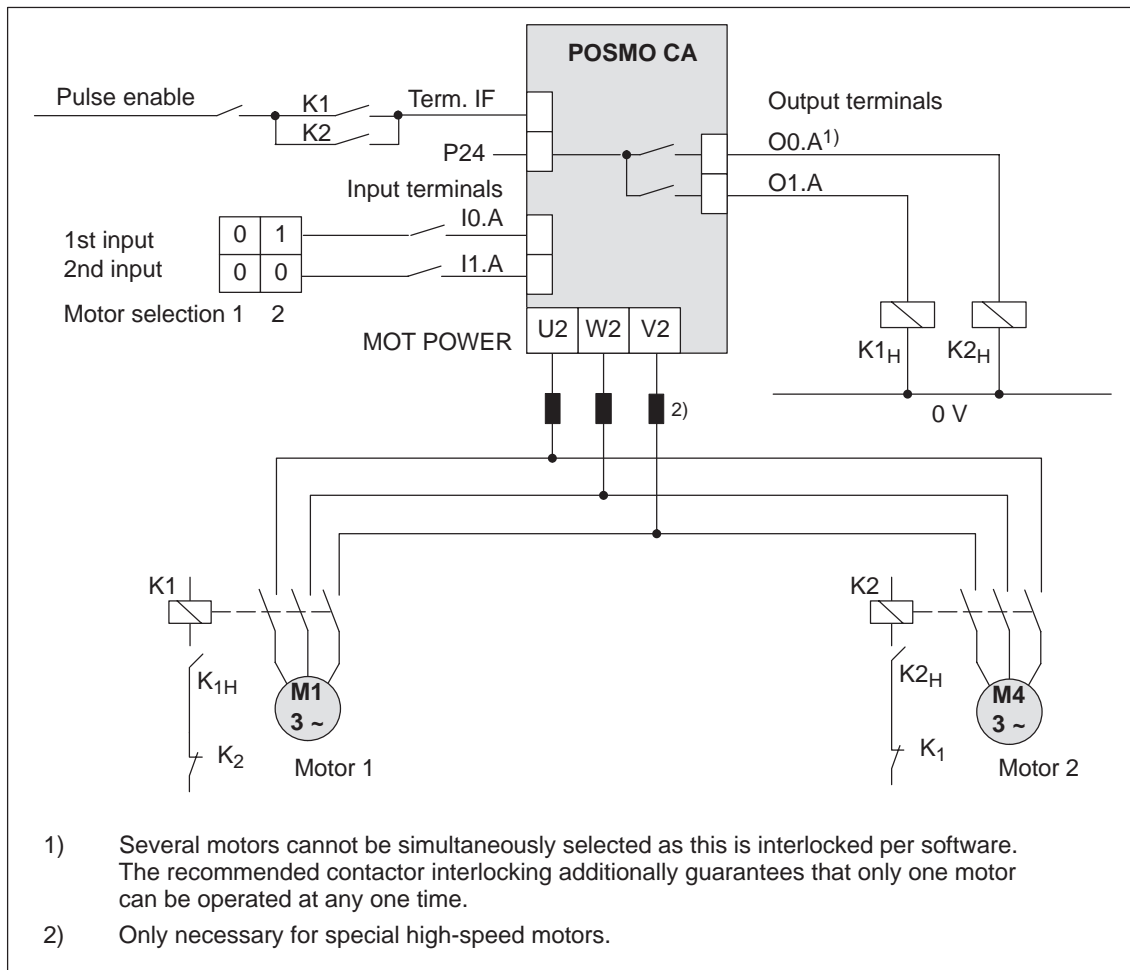 POSMO CA
Pulse enable
K1
K2
Term. IF
P24
Output terminals
O0.A1)
O1.A
Input terminals
I0.A
I1.A
1st input 0 1
2nd input 0 0
Motor selection 1 2
MOT POWER
U2 W2 V2
2)
K1H
K2H
0 V
K1
K1H
K2
M1
3 ~
Motor 1
K2
K2H
K1
M4
3 ~
Motor 2
1) Several motors cannot be simultaneously selected as this is interlocked per software.
The recommended contactor interlocking additionally guarantees that only one motor
can be operated at any one time.
2) Only necessary for special high-speed motors.